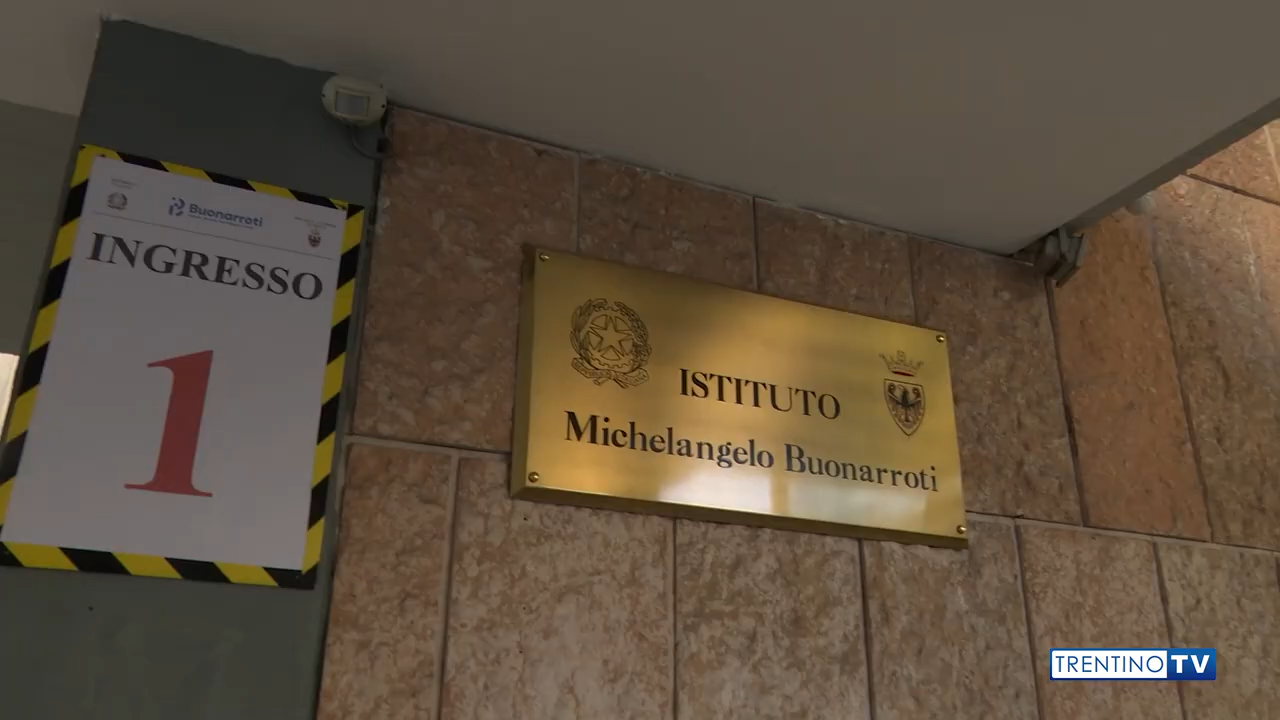 Buonarroti
INGRESSO
1
ISTITUTO
Michelangelo Buonarroti
TRENTINO TV